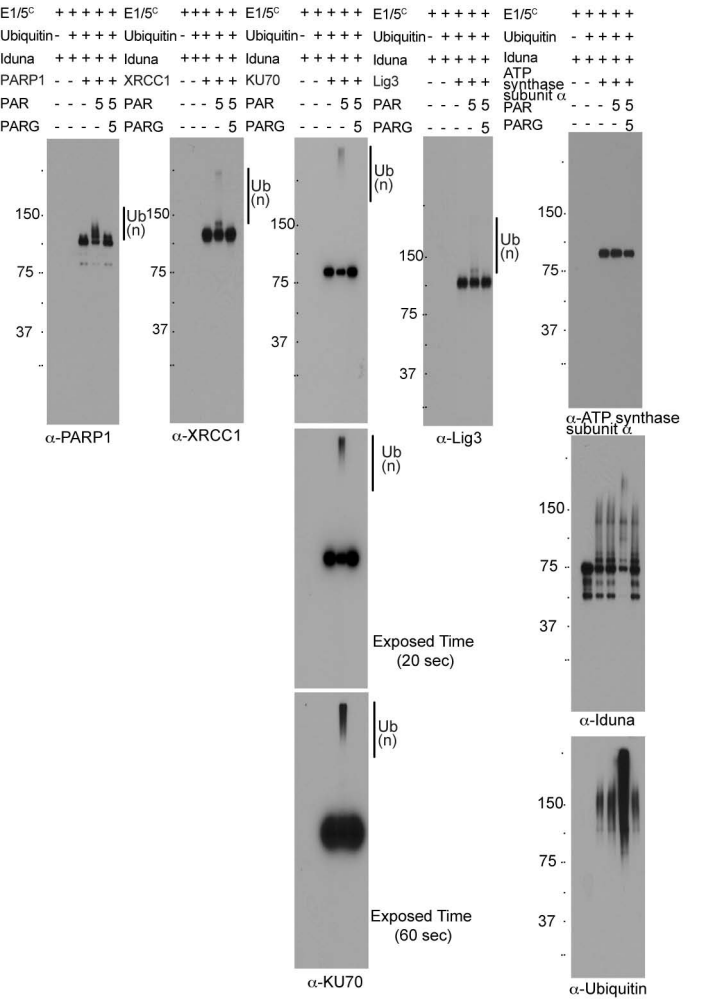 E1/5C +++++ E1/5C +++++ E1/5C +++++ E1/5C +++++ E1/5C +++++
Ubiquitin - ++++ Ubiquitin - ++++ Ubiquitin - ++++ Ubiquitin - ++++ Ubiquitin - ++++
Iduna +++++ Iduna +++++ Iduna +++++ Iduna +++++ Iduna +++++
PARP1 - - +++ XRCC1 - - +++ KU70 - - +++ Lig3 - - +++ ATP synthase subunit α - - +++
PAR - - - 5 5 PAR - - - 5 5 PAR - - - 5 5 PAR - - - 5 5 PAR - - - 5 5
PARG - - - - 5 PARG - - - - 5 PARG - - - - 5 PARG - - - - 5 PARG - - - - 5
150
75
37
Ub
(n)
α-PARP1
150
75
37
Ub
(n)
α-XRCC1
150
75
37
Ub
(n)
Ub
(n)
Exposed Time
(20 sec)
Ub
(n)
Exposed Time
(60 sec)
α-KU70
150
75
37
Ub
(n)
α-Lig3
150
75
37
α-ATP synthase
subunit α
150
75
37
α-Iduna
150
75
37
α-Ubiquitin